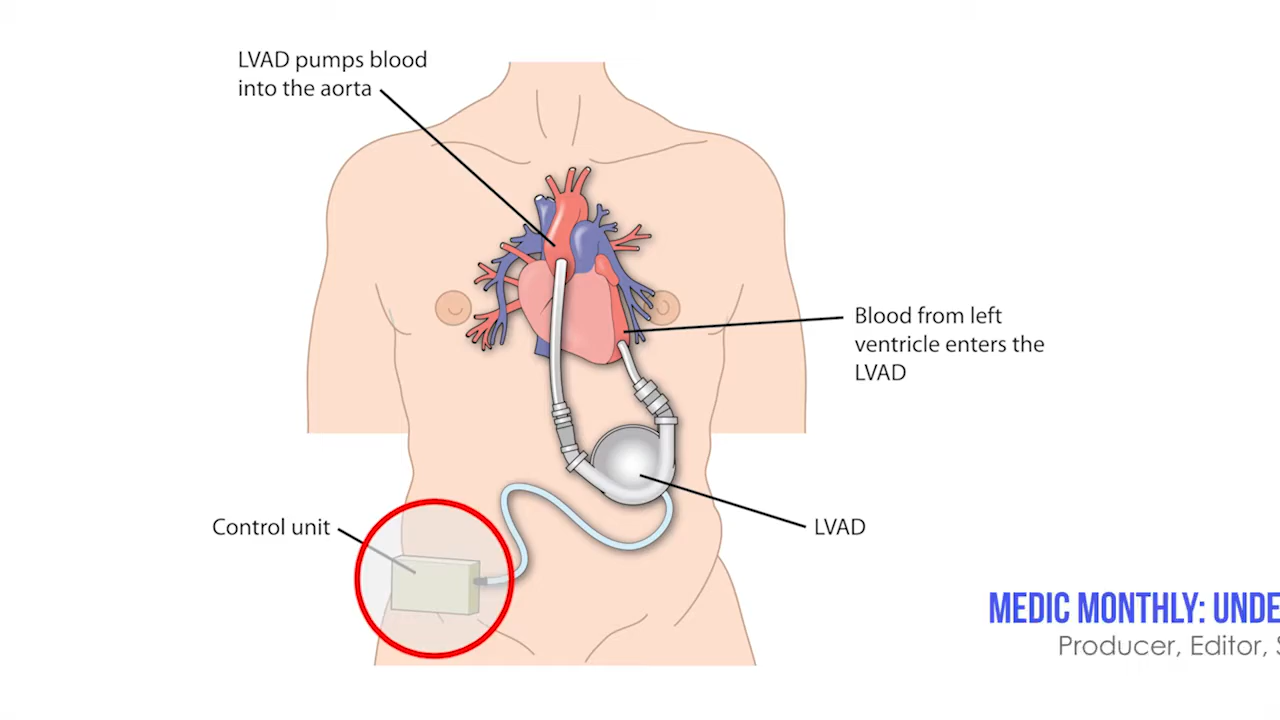 LVAD pumps blood
into the aorta
Blood from left
ventricle enters the
LVAD
Control unit
LVAD
MEDIC MONTHLY: UNDE
Producer, Editor,